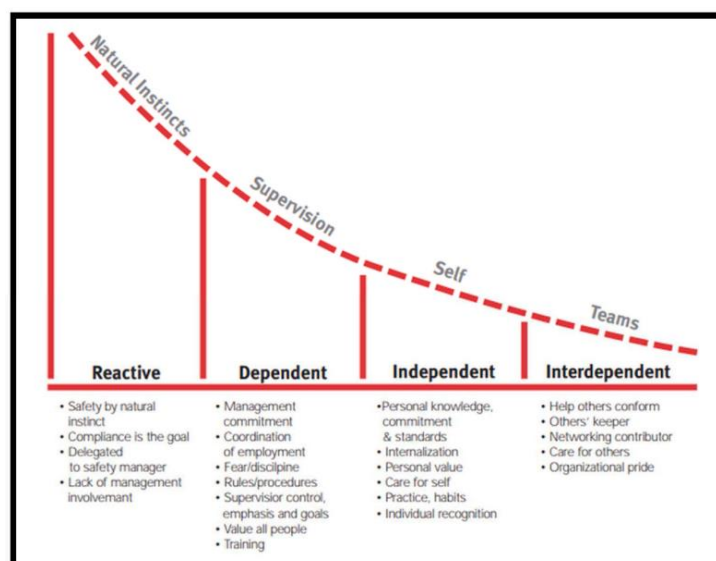 Natural Instincts
Supervision
Self
Teams
Reactive
Dependent
Independent
Interdependent
• Safety by natural
instinct
• Compliance is the goal
• Delegated
to safety manager
• Lack of management
involvemant
• Management
commitment
• Coordination
of employment
• Fear/discilpine
• Rules/procedures
• Supervisior control,
emphasis and goals
• Value all people
• Training
•Personal knowledge,
commitment
& standards
• Internalization
• Personal value
• Care for self
• Practice, habits
• Individual recognition
• Help others conform
• Others' keeper
• Networking contributor
• Care for others
• Organizational pride